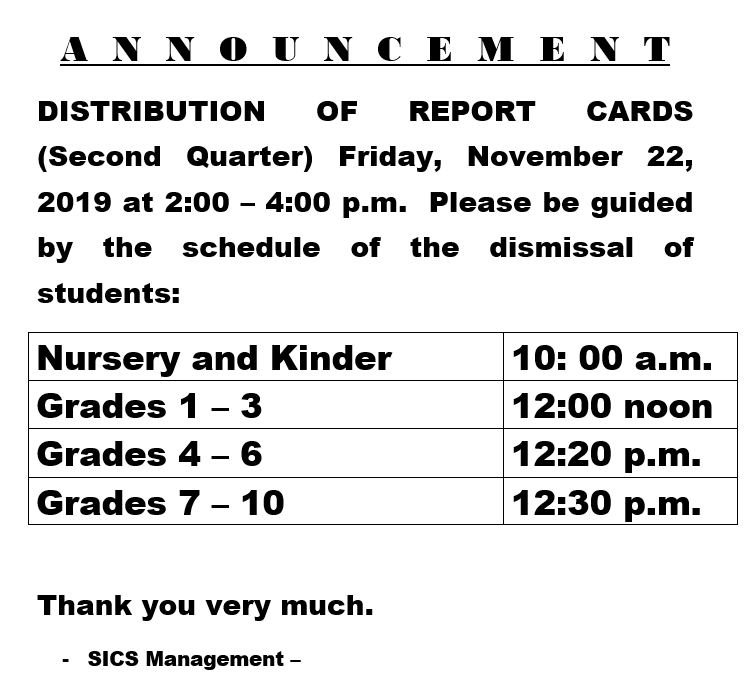 A N N O U N C E M E N T
DISTRIBUTION OF REPORT CARDS
(Second Quarter) Friday, November 22,
2019 at 2:00 – 4:00 p.m. Please be guided
by the schedule of the dismissal of
students:
Nursery and Kinder 10: 00 a.m.
Grades 1 – 3 12:00 noon
Grades 4 – 6 12:20 p.m.
Grades 7 – 10 12:30 p.m.
Thank you very much.
- SICS Management –